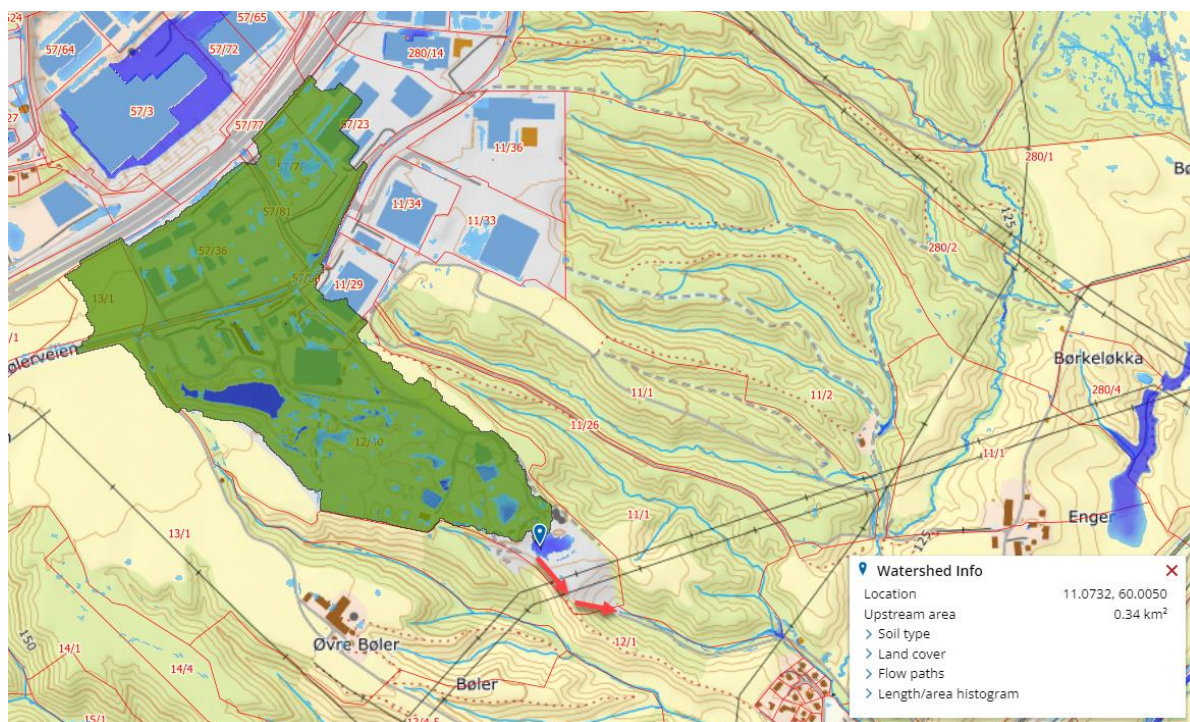 57/65
57/64
57/72
280/14
57/3
57/77
57/23
11/36
280/1
57/81
11/34
11/33
125
280/2
57/36
11/29
13/1
ølerveien
Børkeløkka
280/4
11/1
11/2
11/26
12/40
11/1
11/1
Enger
13/1
125
12/1
Øvre Bøler
150
14/1
14/4
Bøler
15/1
Watershed Info
Location 11.0732, 60.0050
Upstream area 0.34 km²
Soil type
Land cover
Flow paths
Length/area histogram